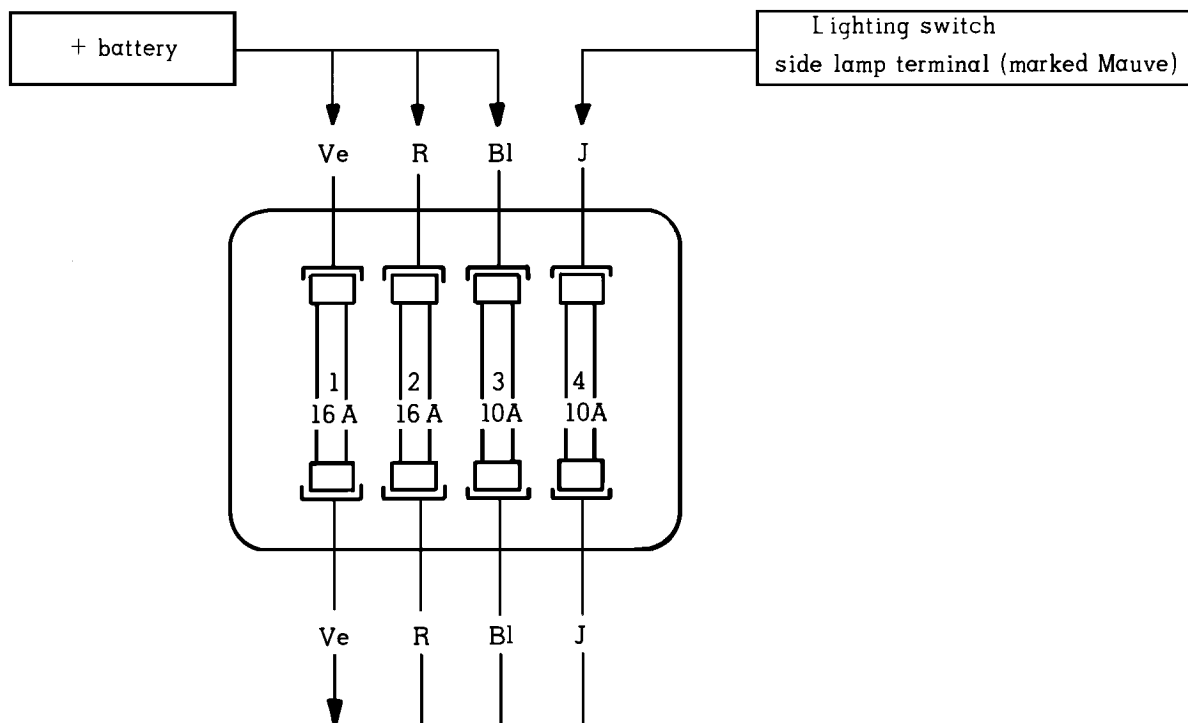 + battery
Lighting switch
side lamp terminal (marked Mauve)
Ve R Bl J
1 2 3 4
16 A 16 A 10A 10A
Ve R Bl J